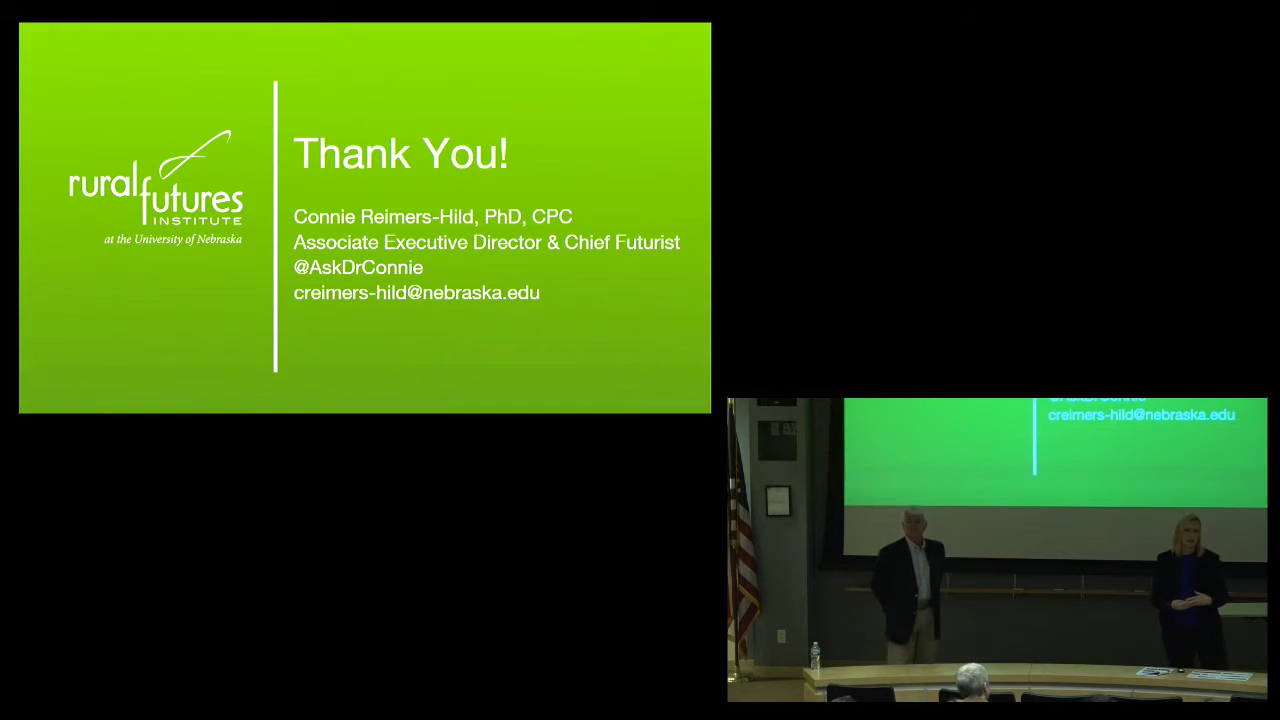 rural futures
INSTITUTE
at the University of Nebraska
Thank You!
Connie Reimers-Hild, PhD, CPC
Associate Executive Director & Chief Futurist
@AskDrConnie
creimers-hild@nebraska.edu
@AskDrConnie
creimers-hild@nebraska.edu